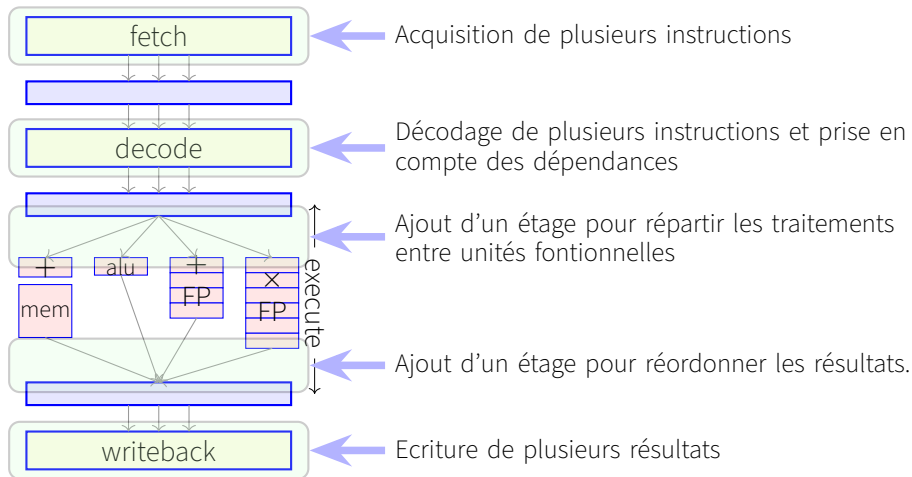 fetch
Acquisition de plusieurs instructions
decode
Décodage de plusieurs instructions et prise en
compte des dépendances
Ajout d'un étage pour répartir les traitements
entre unités fontionnelles
+
alu
+
×
mem
FP
FP
execute
Ajout d'un étage pour réordonner les résultats.
writeback
Ecriture de plusieurs résultats